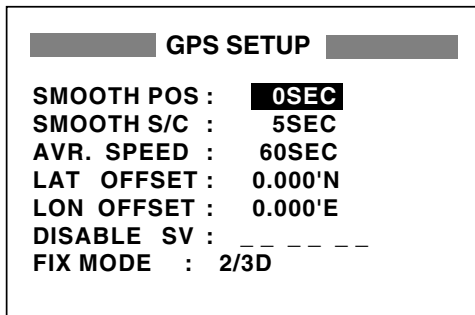 GPS SETUP
SMOOTH POS : 0SEC
SMOOTH S/C : 5SEC
AVR. SPEED : 60SEC
LAT OFFSET : 0.000'N
LON OFFSET : 0.000'E
DISABLE SV : _ _ _ _ _ _
FIX MODE : 2/3D